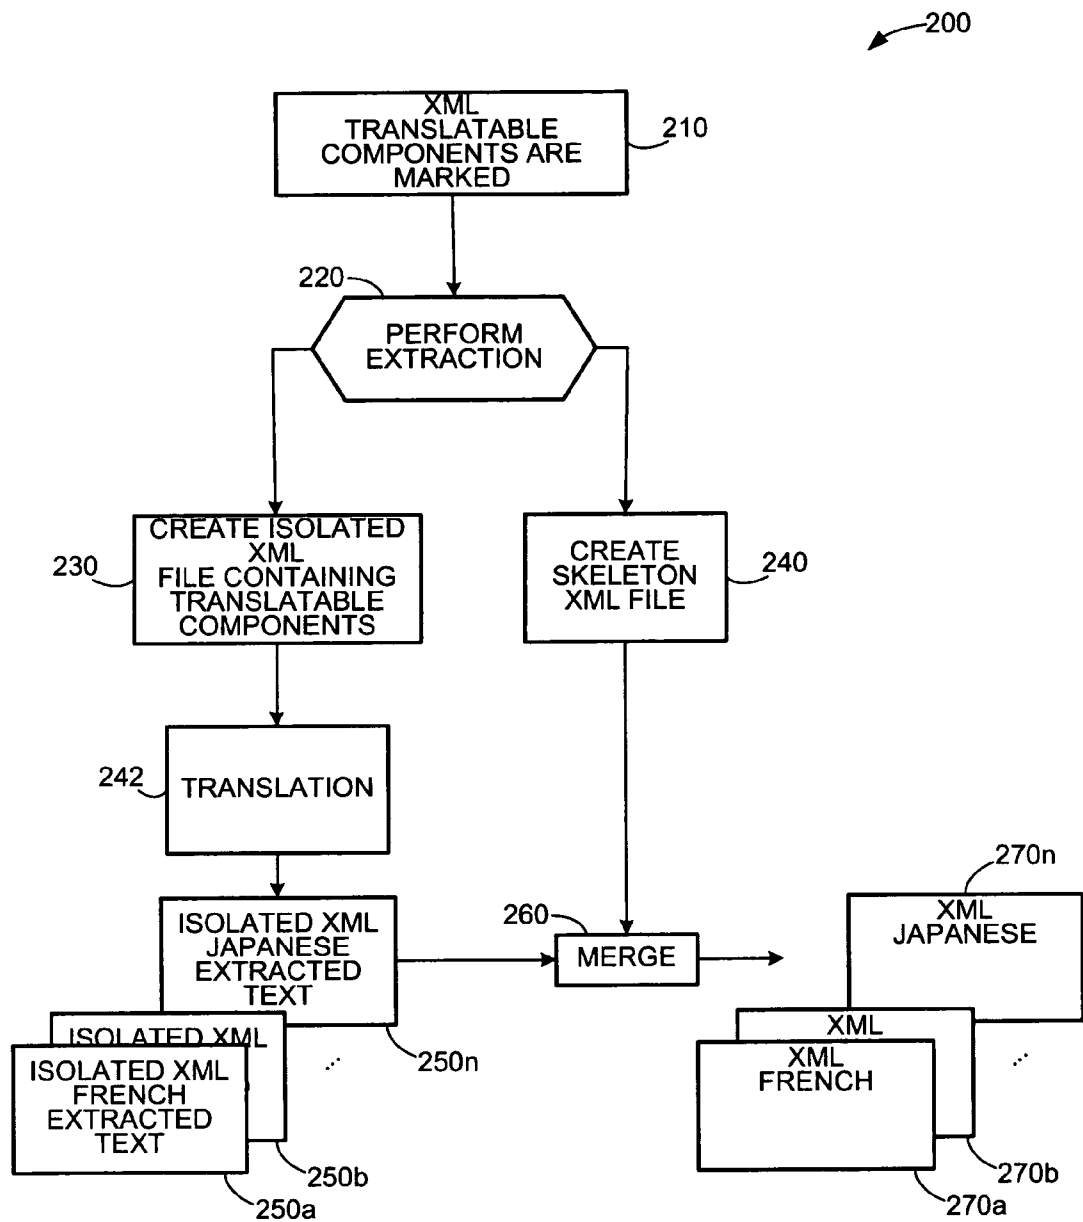 200
XML
TRANSLATABLE
COMPONENTS ARE
MARKED
210
220
PERFORM
EXTRACTION
CREATE ISOLATED
XML
FILE CONTAINING
TRANSLATABLE
COMPONENTS
230
CREATE
SKELETON
XML FILE
240
242
TRANSLATION
ISOLATED XML
JAPANESE
EXTRACTED
TEXT
250n
260
MERGE
270n
XML
JAPANESE
ISOLATED XML
250b
ISOLATED XML
FRENCH
EXTRACTED
TEXT
250a
...
XML
270b
XML
FRENCH
270a
...